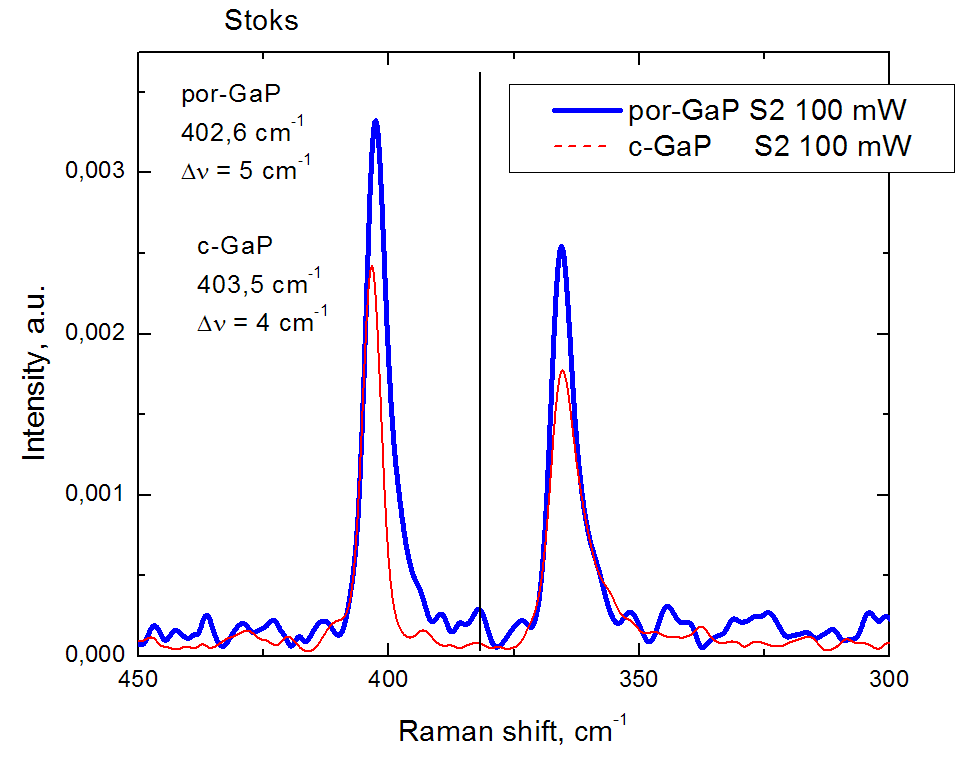 Stoks
por-GaP
402,6 cm⁻¹
Δν = 5 cm⁻¹
c-GaP
403,5 cm⁻¹
Δν = 4 cm⁻¹
por-GaP S2 100 mW
c-GaP S2 100 mW
Intensity, a.u.
0,003
0,002
0,001
0,000
450 400 350 300
Raman shift, cm⁻¹